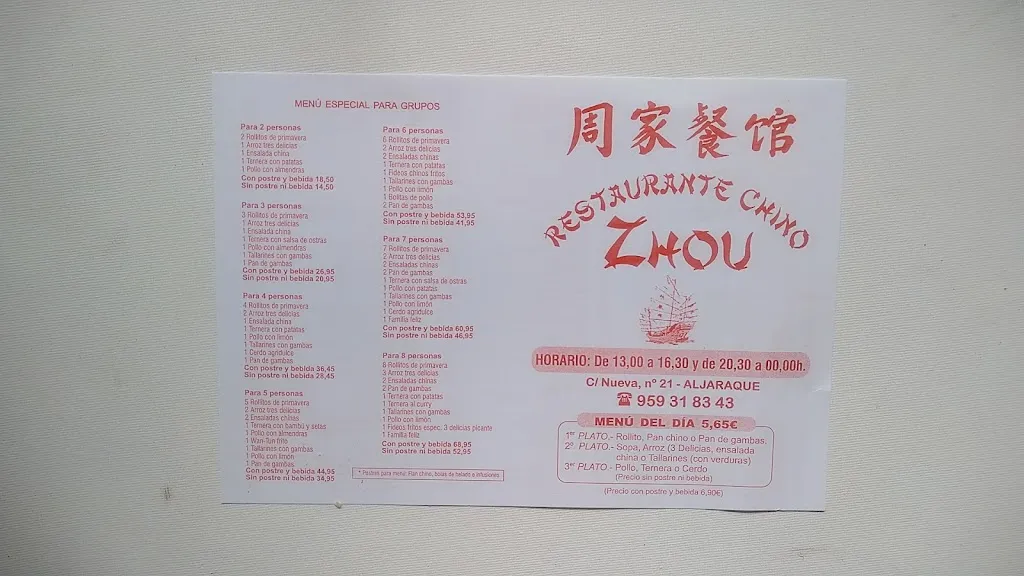 MENÚ ESPECIAL PARA GRUPOS
Para 2 personas
2 Rollitos de primavera
1 Arroz tres delicias
1 Ensalada china
1 Ternera con patatas
1 Pollo con almendras
Con postre y bebida 18,50
Sin postre ni bebida 14,50
Para 3 personas
3 Rollitos de primavera
1 Arroz tres delicias
1 Ensalada china
1 Ternera con salsa de ostras
1 Pollo con almendras
1 Tallarines con gambas
1 Pan de gambas
Con postre y bebida 26,95
Sin postre ni bebida 20,95
Para 4 personas
4 Rollitos de primavera
2 Arroz tres delicias
1 Ensalada china
1 Ternera con patatas
1 Pollo con limón
1 Tallarines con gambas
1 Cerdo agridulce
1 Pan de gambas
Con postre y bebida 36,45
Sin postre ni bebida 28,45
Para 5 personas
5 Rollitos de primavera
2 Arroz tres delicias
2 Ensaladas chinas
1 Ternera con bambú y setas
1 Pollo con almendras
1 Wan-Tun frito
1 Tallarines con gambas
1 Pollo con limón
1 Pan de gambas
Con postre y bebida 44,95
Sin postre ni bebida 34,95
Para 6 personas
6 Rollitos de primavera
2 Arroz tres delicias
2 Ensaladas chinas
1 Ternera con patatas
1 Fideos chinos fritos
1 Tallarines con gambas
1 Pollo con limón
1 Bolitas de pollo
2 Pan de gambas
Con postre y bebida 53,95
Sin postre ni bebida 41,95
Para 7 personas
7 Rollitos de primavera
2 Arroz tres delicias
2 Ensaladas chinas
2 Pan de gambas
1 Ternera con salsa de ostras
1 Pollo con patatas
1 Tallarines con gambas
1 Pollo con limón
1 Cerdo agridulce
1 Familia feliz
Con postre y bebida 60,95
Sin postre ni bebida 46,95
Para 8 personas
8 Rollitos de primavera
3 Arroz tres delicias
2 Ensaladas chinas
2 Pan de gambas
1 Ternera con patatas
1 Ternera al curry
1 Tallarines con gambas
1 Pollo con limón
1 Fideos fritos espec. 3 delicias picante
1 Familia feliz
Con postre y bebida 68,95
Sin postre ni bebida 52,95
* Postres para menú: Flan chino, bolas de helado e infusiones.
周家餐馆
RESTAURANTE CHINO
ZHOU
HORARIO: De 13,00 a 16,30 y de 20,30 a 00,00h.
C/ Nueva, nº 21 - ALJARAQUE
☎ 959 31 83 43
MENÚ DEL DÍA 5,65€
1er PLATO.- Rollito, Pan chino o Pan de gambas.
2º PLATO.- Sopa, Arroz (3 Delicias, ensalada
china o Tallarines (con verduras)
3er PLATO - Pollo, Ternera o Cerdo
(Precio sin postre ni bebida)
(Precio con postre y bebida 6,90€)